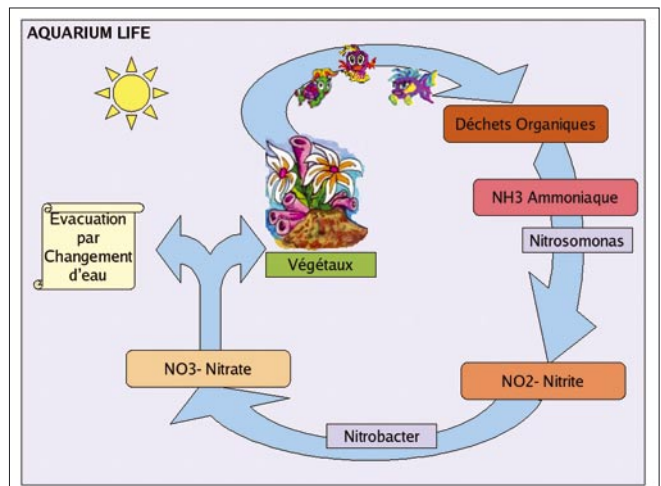 AQUARIUM LIFE
Déchets Organiques
NH3 Ammoniaque
Nitrosomonas
Evacuation
par
Changement
d'eau
Végétaux
NO3- Nitrate
NO2- Nitrite
Nitrobacter